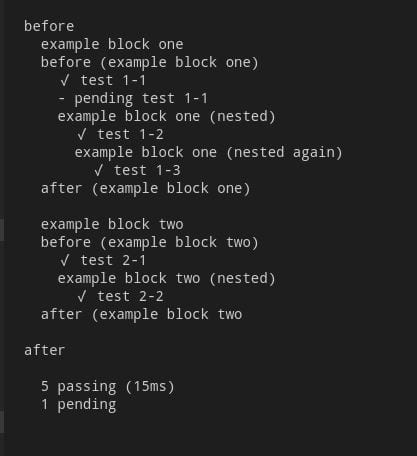 before
example block one
before (example block one)
√ test 1-1
- pending test 1-1
example block one (nested)
√ test 1-2
example block one (nested again)
√ test 1-3
after (example block one)
example block two
before (example block two)
√ test 2-1
example block two (nested)
√ test 2-2
after (example block two
after
5 passing (15ms)
1 pending